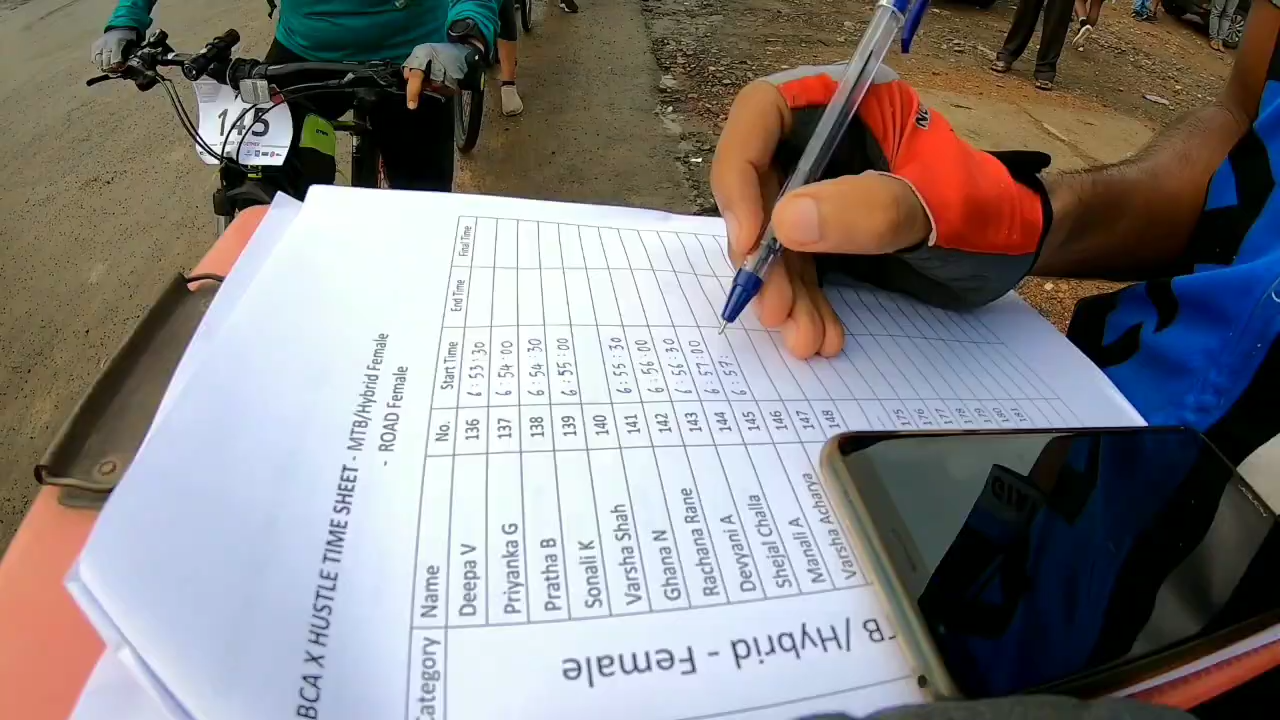 BCA X HUSTLE TIME SHEET - MTB/Hybrid Female
- ROAD Female
Category Name No. Start Time End Time Final Time
Deepa V 136 6:53:30
Priyanka G 137 6:54:00
Pratha B 138 6:54:30
Sonali K 139 6:55:00
Varsha Shah 140
Ghana N 141 6:55:30
Rachana Rane 142 6:56:00
Devyani A 143 6:56:30
Shejal Challa 144 6:57:00
Manali A 145 6:57:
Varsha Acharya 146
147
148
175
176
177
178
179
180
181
/Hybrid - Female